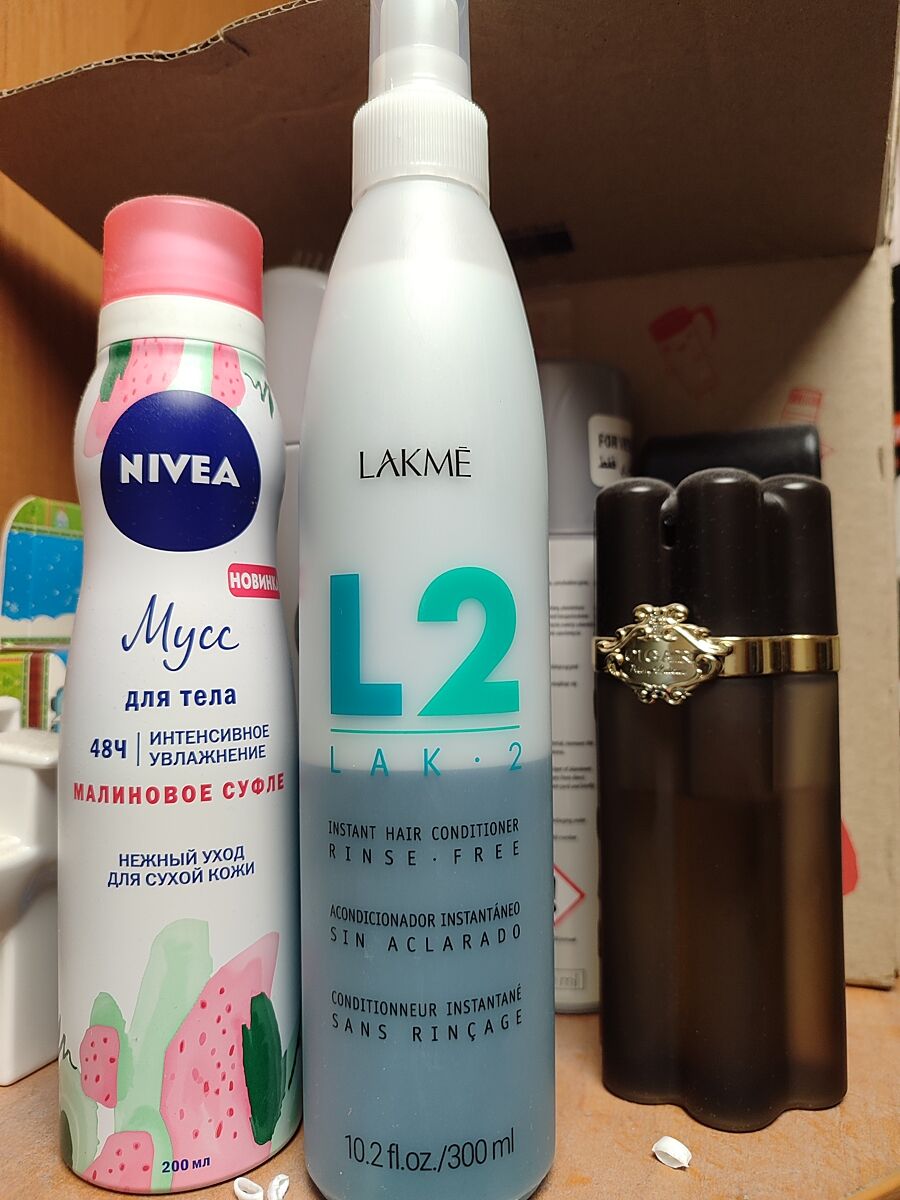 NIVEA
НОВИНКА
Мусс
для тела
48Ч
ИНТЕНСИВНОЕ
УВЛАЖНЕНИЕ
МАЛИНОВОЕ СУФЛЕ
НЕЖНЫЙ УХОД
ДЛЯ СУХОЙ КОЖИ
200 мл
LAKMĒ
L2
LAK·2
INSTANT HAIR CONDITIONER
RINSE·FREE
ACONDICIONADOR INSTANTÁNEO
SIN ACLARADO
CONDITIONNEUR INSTANTANÉ
SANS RINÇAGE
10.2 fl.oz./300 ml
FOR
CIGAR